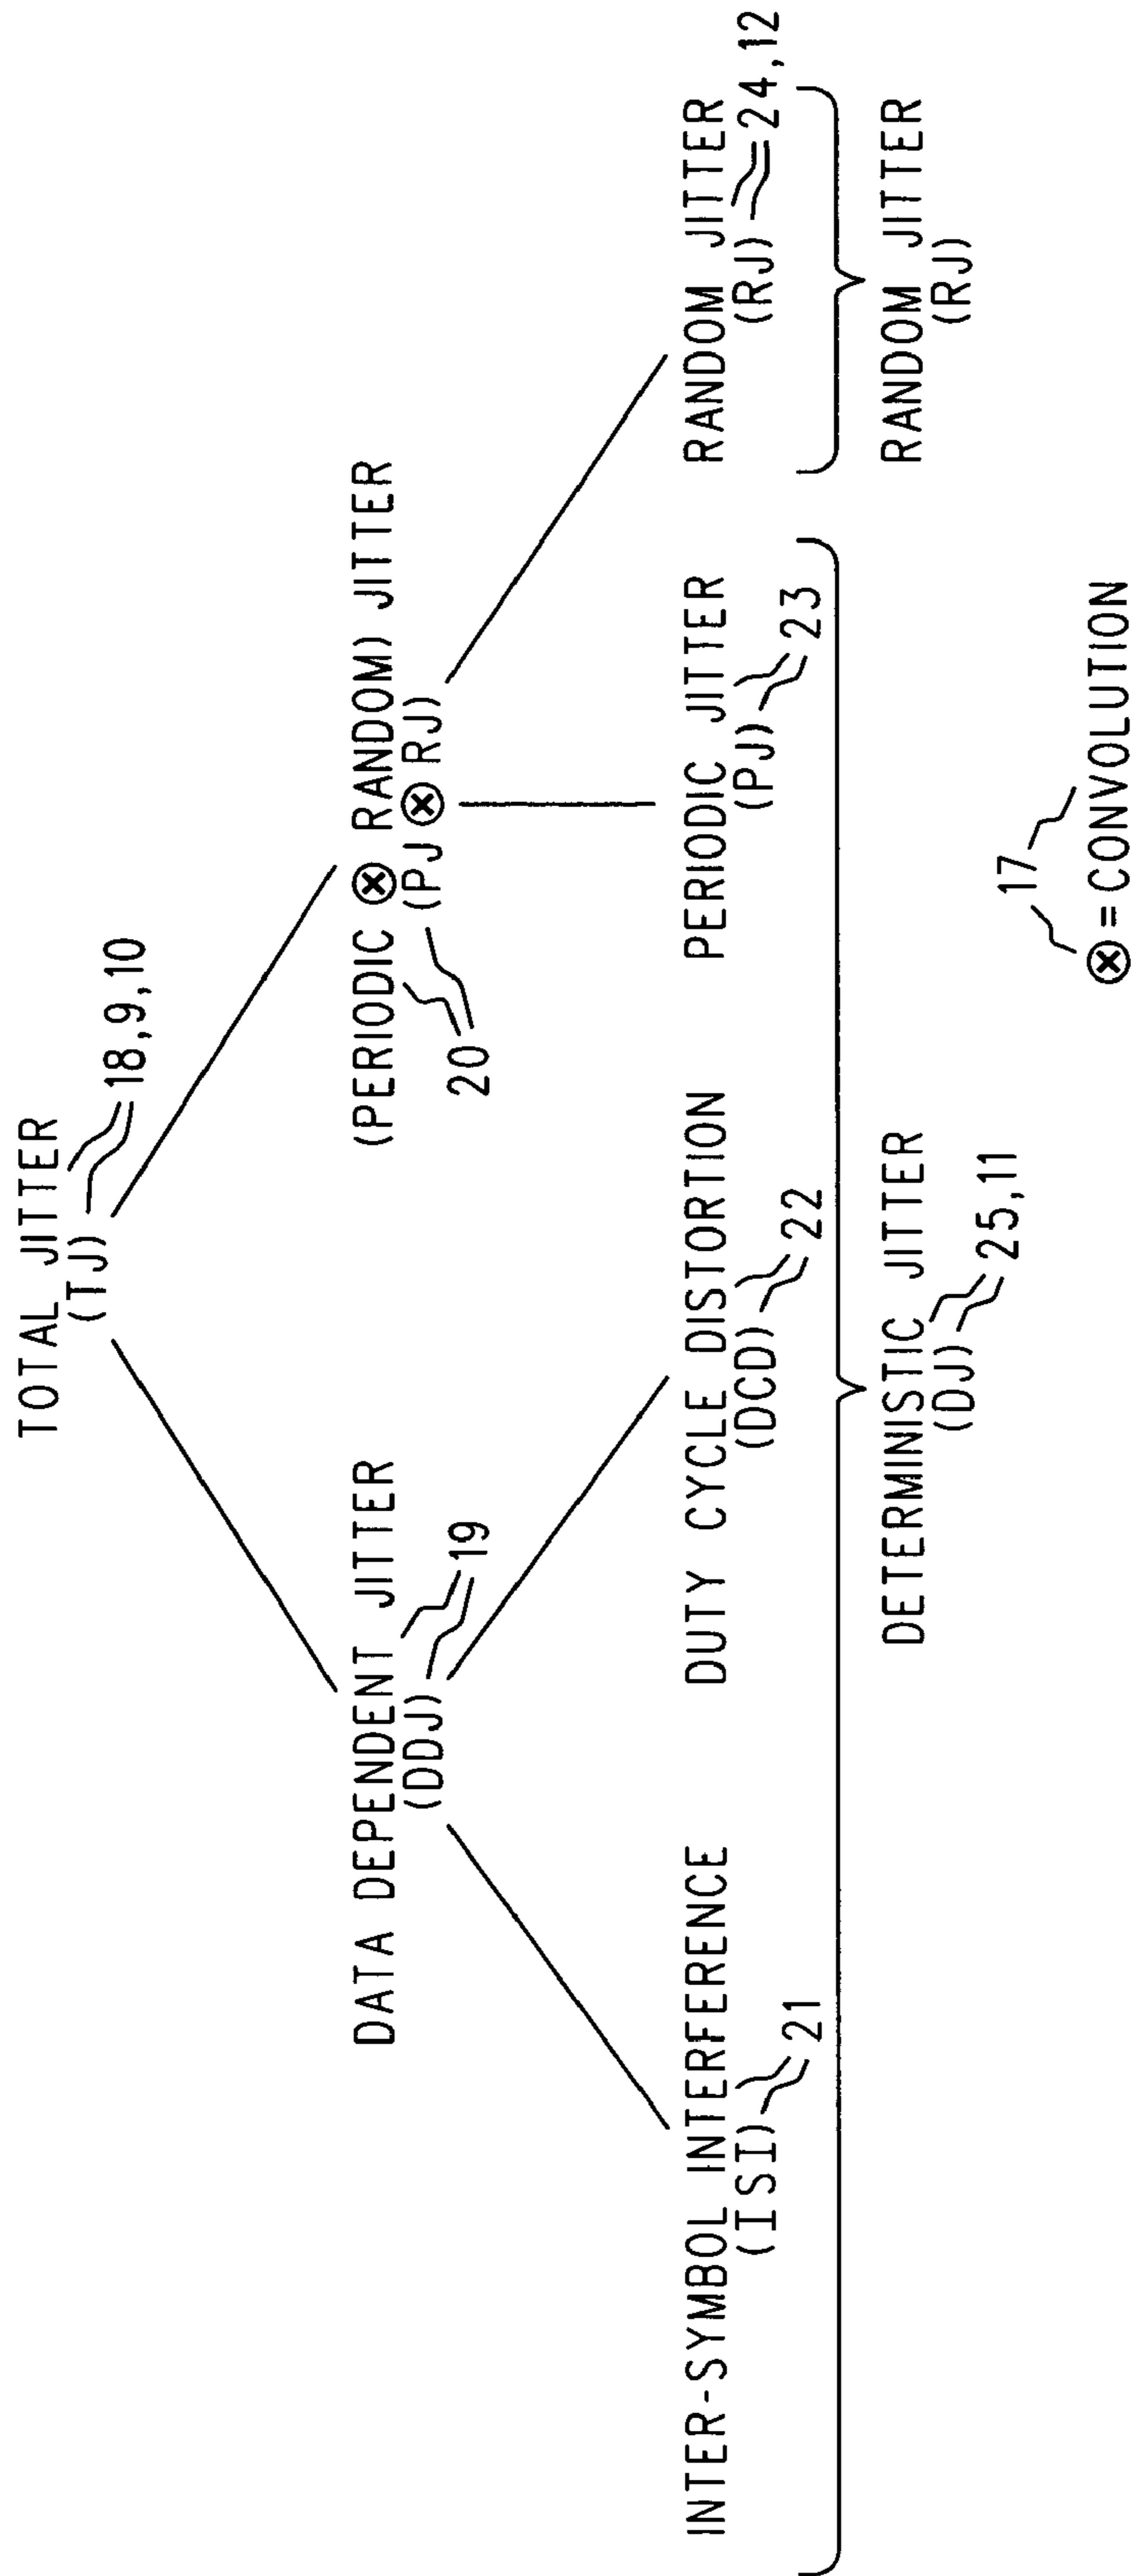 TOTAL JITTER
(TJ)
18,9,10
DATA DEPENDENT JITTER
(DDJ)
19
(PERIODIC ⊗ RANDOM) JITTER
(PJ ⊗ RJ)
20
INTER-SYMBOL INTERFERENCE
(ISI)
21
DUTY CYCLE DISTORTION
(DCD)
22
PERIODIC JITTER
(PJ)
23
RANDOM JITTER
(RJ)
24,12
DETERMINISTIC JITTER
(DJ)
25,11
RANDOM JITTER
(RJ)
17
⊗ = CONVOLUTION